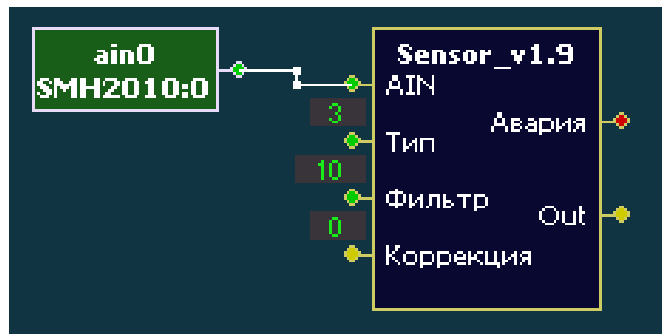 ain0
SMH2010:0
Sensor_v1.9
AIN
3
Авария
Тип
10
Фильтр
Out
0
Коррекция